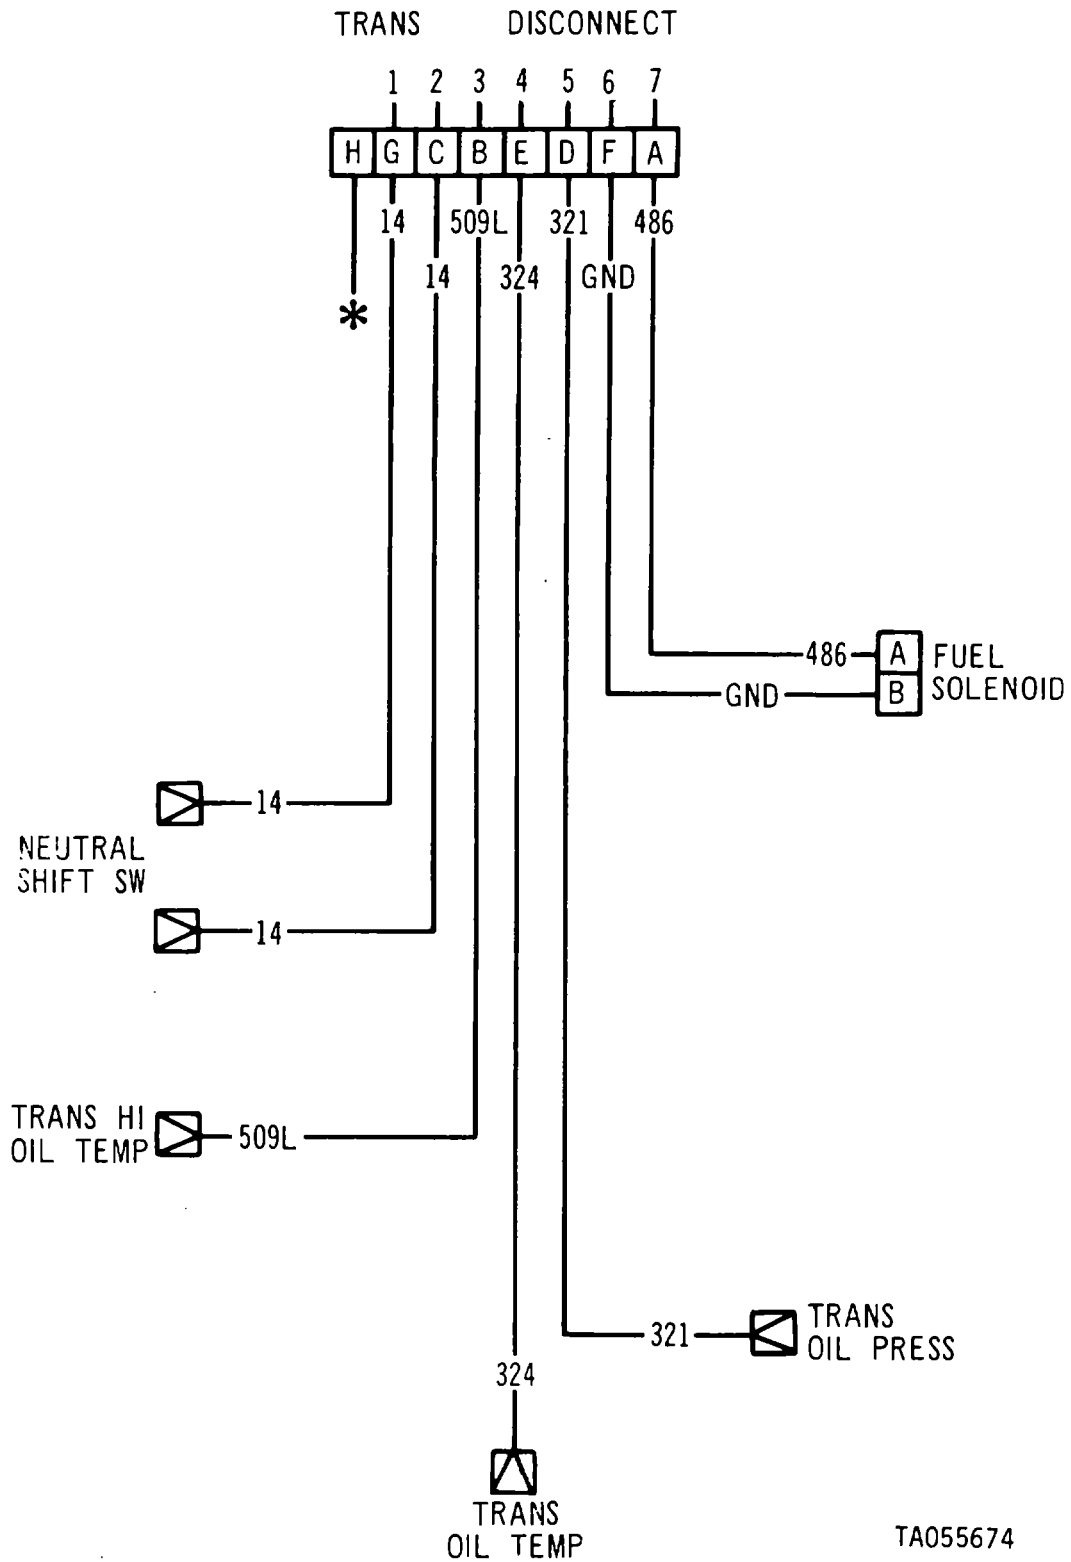 TRANS DISCONNECT
1 2 3 4 5 6 7
H G C B E D F A
14 509L 321 486
14 324 GND
*
486 A FUEL
GND B SOLENOID
14
NEUTRAL
SHIFT SW
14
TRANS HI
OIL TEMP
509L
321
TRANS
OIL PRESS
324
TRANS
OIL TEMP
TA055674